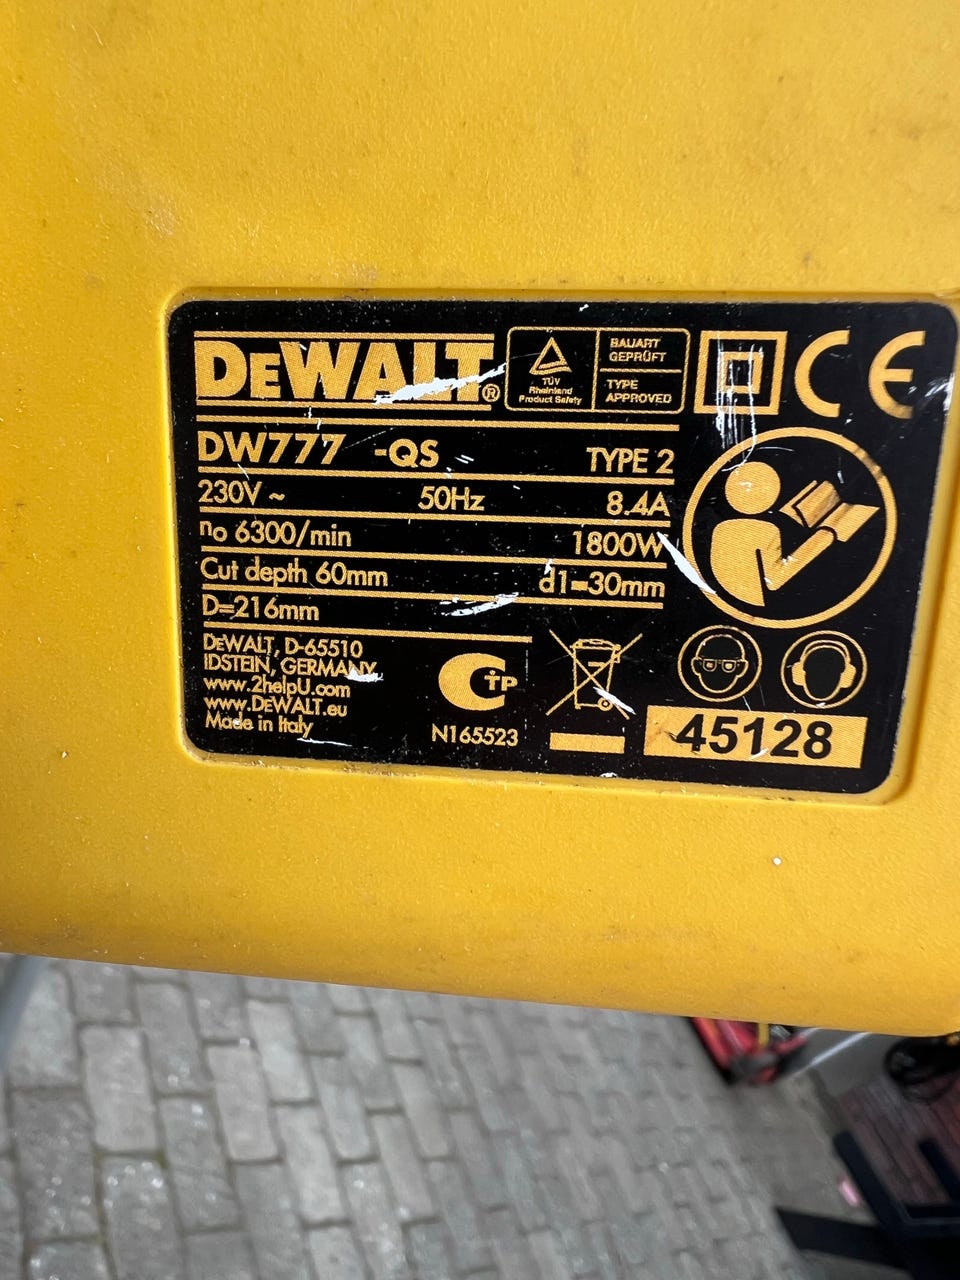 DEWALT®
TÜV
Rheinland
Product Safety
BAUART
GEPRÜFT
TYPE
APPROVED
CE
DW777 -QS TYPE 2
230V ~ 50Hz 8.4A
no 6300/min 1800W
Cut depth 60mm d1=30mm
D=216mm
DEWALT, D-65510
IDSTEIN, GERMANY
www.2helpU.com
www.DEWALT.eu
Made in Italy
СТР
N165523
45128